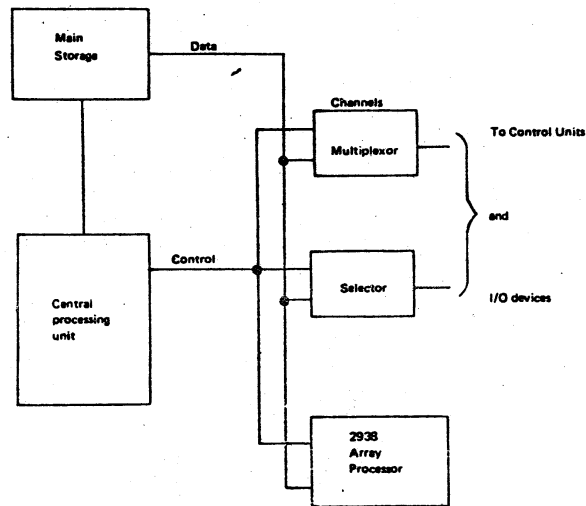 Main
Storage
Data
Channels
Multiplexor
To Control Units
and
Control
Selector
I/O devices
Central
processing
unit
2938
Array
Processor